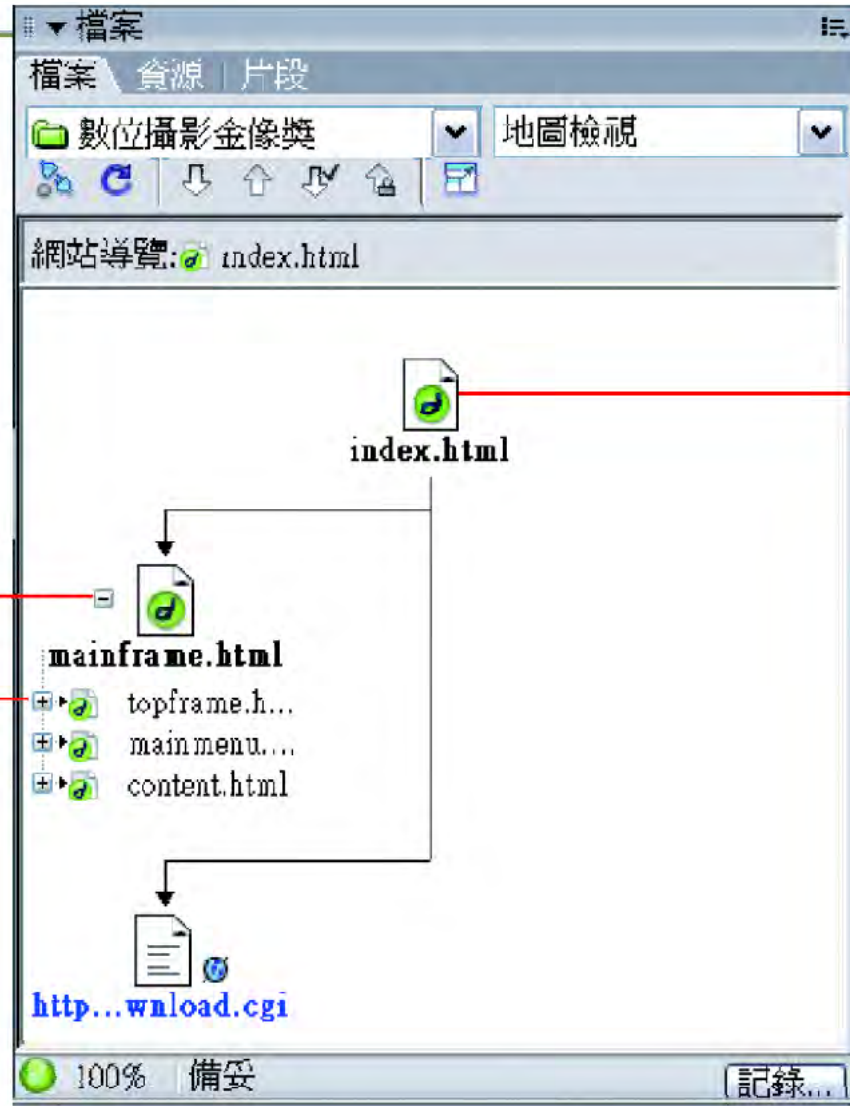 檔案
檔案 資源 片段
數位攝影金像獎 地圖檢視
網站導覽: index.html
index.html
mainframe.html
topframe.h...
mainmenu....
content.html
http...wnload.cgi
100% 備妥 記錄...